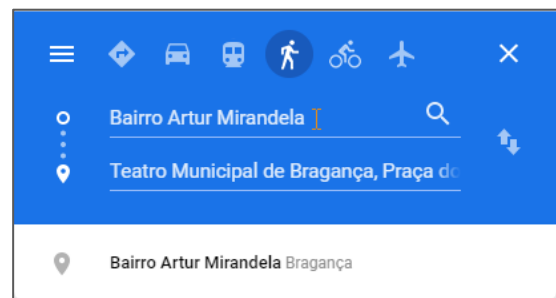 Bairro Artur Mirandela
Teatro Municipal de Bragança, Praça do
Bairro Artur Mirandela Bragança